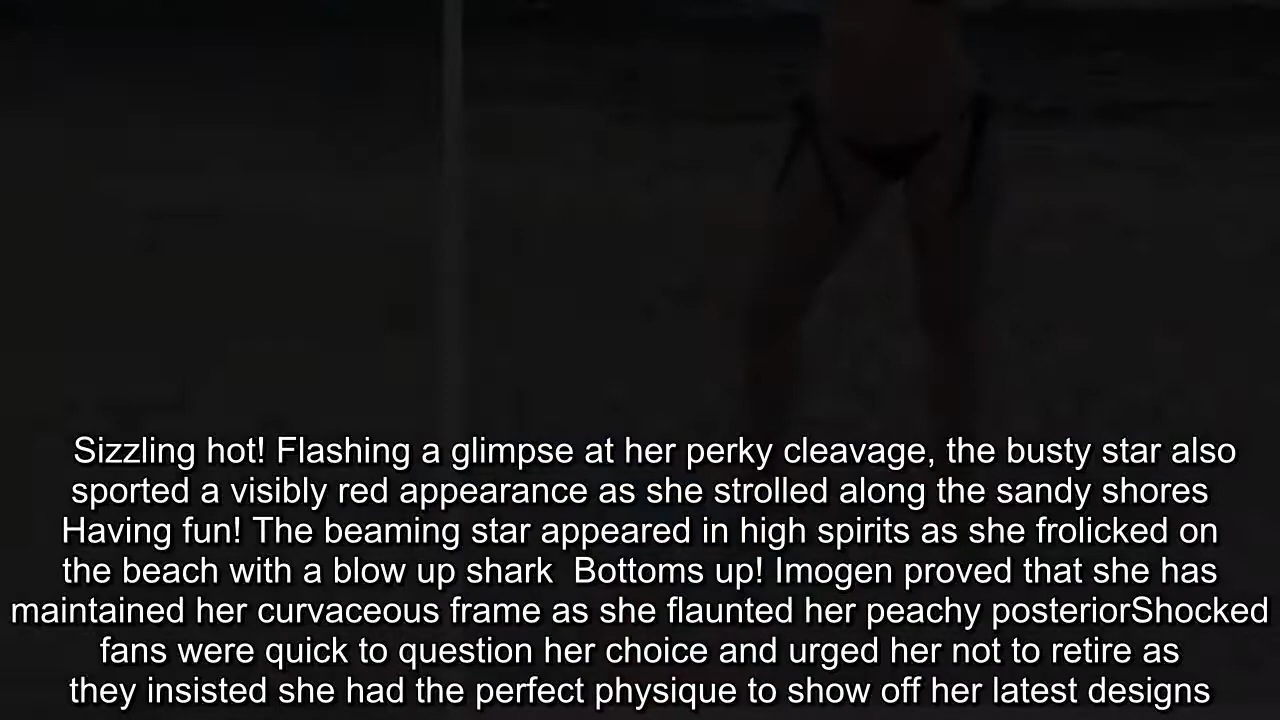 Sizzling hot! Flashing a glimpse at her perky cleavage, the busty star also
sported a visibly red appearance as she strolled along the sandy shores
Having fun! The beaming star appeared in high spirits as she frolicked on
the beach with a blow up shark  Bottoms up! Imogen proved that she has
maintained her curvaceous frame as she flaunted her peachy posteriorShocked
fans were quick to question her choice and urged her not to retire as
they insisted she had the perfect physique to show off her latest designs